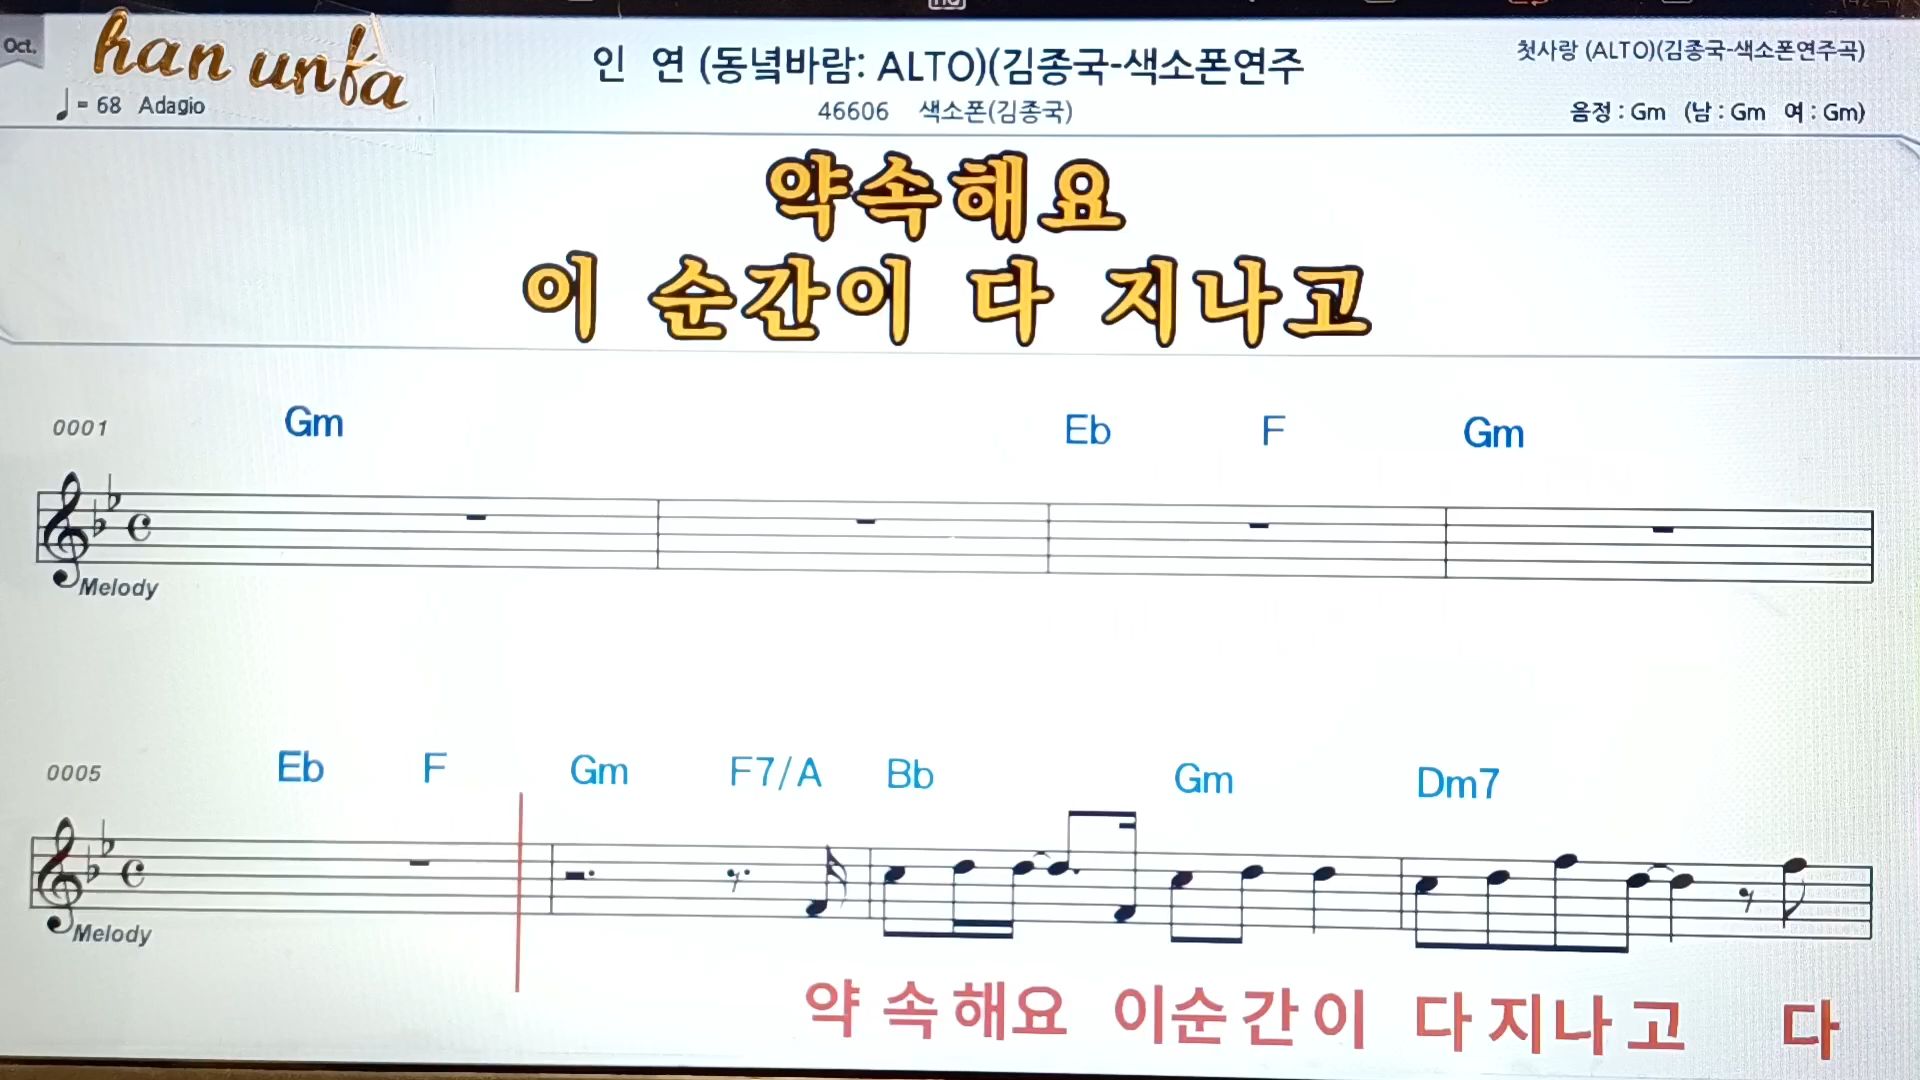 Oct.
han unfa
인 연 (동녘바람: ALTO)(김종국-색소폰연주
첫사랑 (ALTO)(김종국-색소폰연주곡)
♩= 68 Adagio
46606 색소폰(김종국)
음정 : Gm (남 : Gm 여 : Gm)
약속해요
이 순간이 다 지나고
0001 Gm Eb F Gm
Melody
0005 Eb F Gm F7/A Bb Gm Dm7
Melody
약 속해요 이순간이 다지나고 다